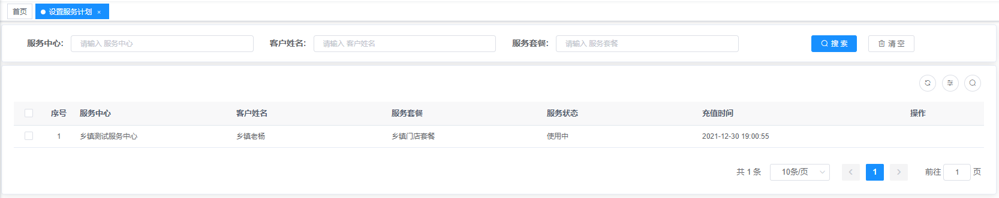 首页 设置服务计划 ×
服务中心: 请输入 服务中心 客户姓名: 请输入 客户姓名 服务套餐: 请输入 服务套餐 搜 索 清 空
序号 服务中心 客户姓名 服务套餐 服务状态 充值时间 操作
1 乡镇测试服务中心 乡镇老杨 乡镇门店套餐 使用中 2021-12-30 19:00:55
共 1 条 10条/页 1 前往 1 页